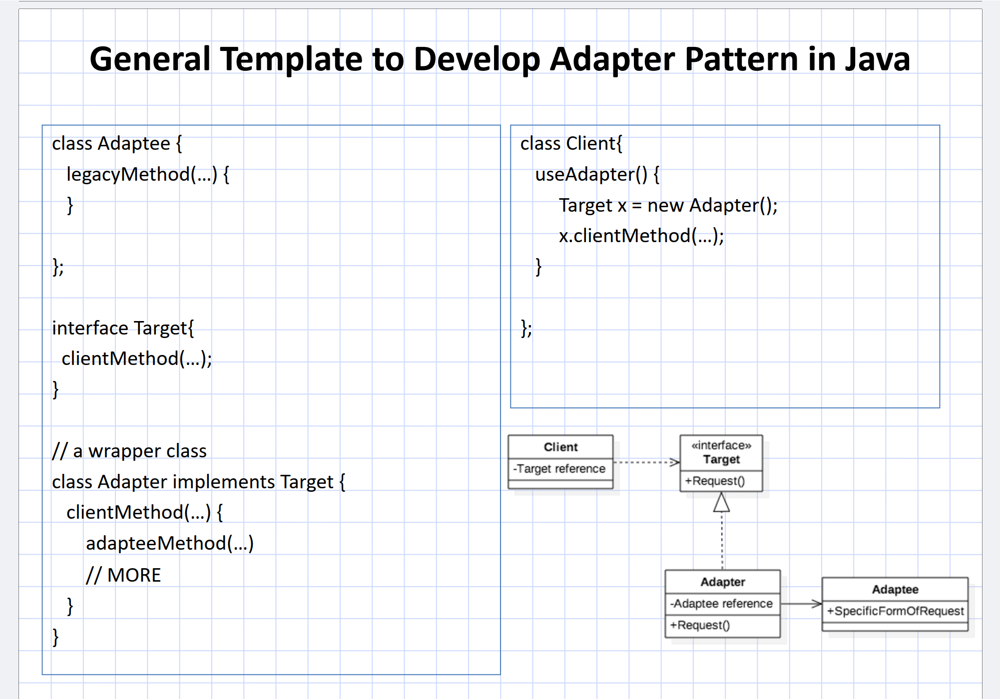 General Template to Develop Adapter Pattern in Java
class Adaptee {
legacyMethod(...) {
}
};
interface Target{
clientMethod(...);
}
// a wrapper class
class Adapter implements Target {
clientMethod(...) {
adapteeMethod(...)
// MORE
}
}
class Client{
useAdapter() {
Target x = new Adapter();
x.clientMethod(...);
}
};
Client
-Target reference
«interface»
Target
+Request()
Adapter
-Adaptee reference
+Request()
Adaptee
+SpecificFormOfRequest